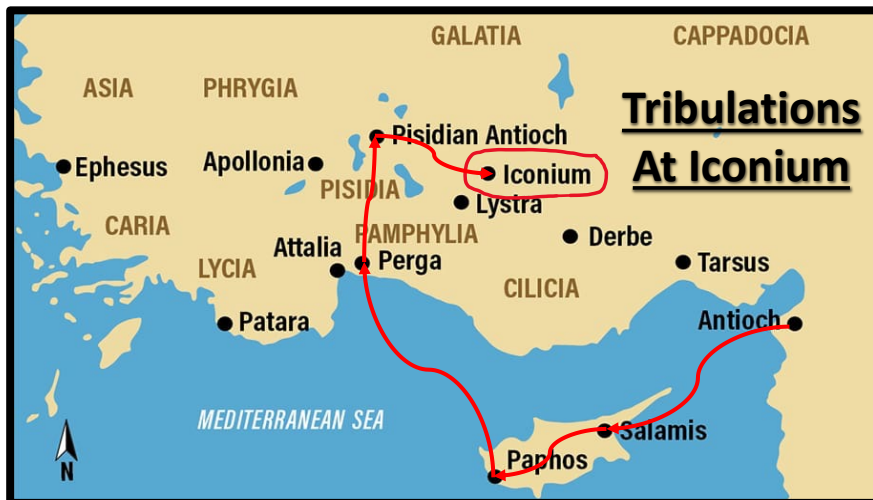 GALATIA
CAPPADOCIA
ASIA
PHRYGIA
Tribulations
At Iconium
Pisidian Antioch
Ephesus
Apollonia
Iconium
PISIDIA
Lystra
CARIA
PAMPHYLIA
Derbe
Attalia
Perga
Tarsus
LYCIA
CILICIA
Patara
Antioch
MEDITERRANEAN SEA
Salamis
Paphos
N